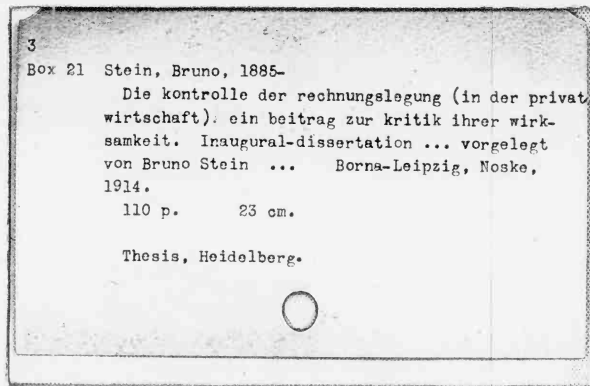 3
Box 21 Stein, Bruno, 1885-
Die kontrolle der rechnungslegung (in der privat
wirtschaft). ein beitrag zur kritik ihrer wirk-
samkeit. Inaugural-dissertation ... vorgelegt
von Bruno Stein ... Borna-Leipzig, Noske,
1914.
110 p. 23 cm.
Thesis, Heidelberg.